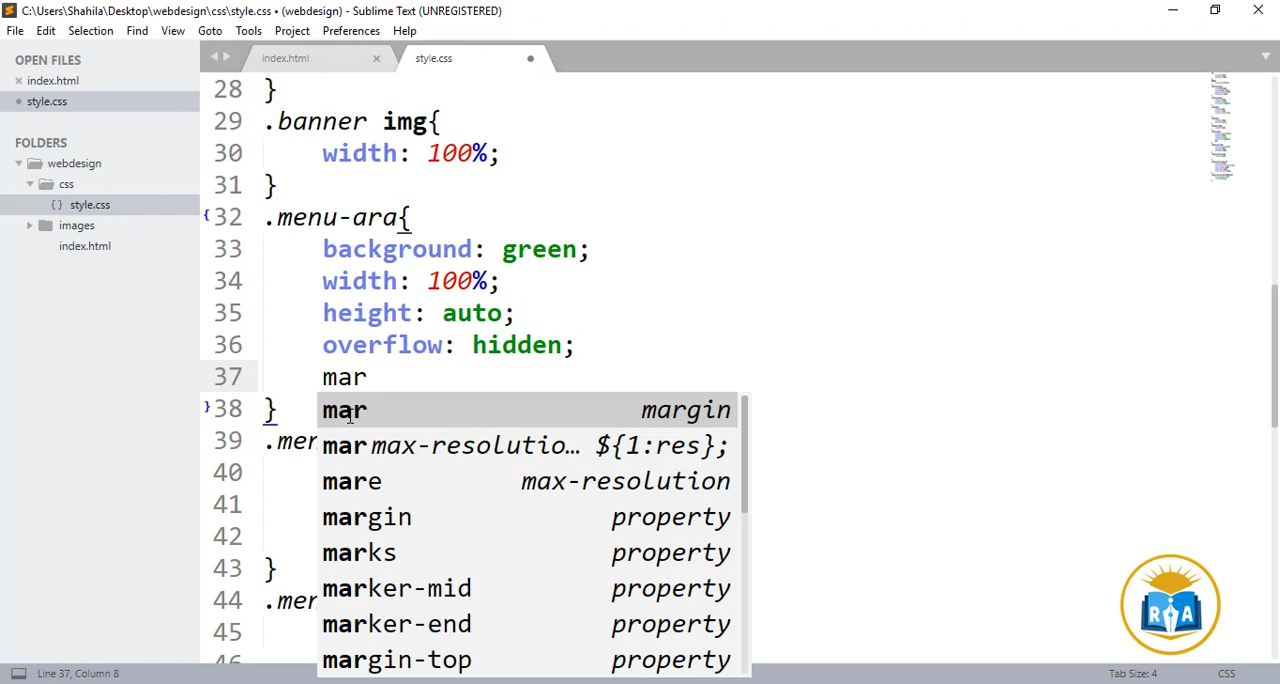 C:\Users\Shahila\Desktop\webdesign\css\style.css • (webdesign) - Sublime Text (UNREGISTERED)
File Edit Selection Find View Goto Tools Project Preferences Help
OPEN FILES
index.html
style.css
FOLDERS
webdesign
css
style.css
images
index.html
index.html
style.css
28 }
29 .banner img{
30 width: 100%;
31 }
32 .menu-ara{
33 background: green;
34 width: 100%;
35 height: auto;
36 overflow: hidden;
37 mar
38 }
39 .men
40
41
42
43 }
44 .men
45
46
mar margin
mar max-resolutio… ${1:res};
mare max-resolution
margin property
marks property
marker-mid property
marker-end property
margin-top property
R A
Line 37, Column 8
Tab Size: 4
CSS